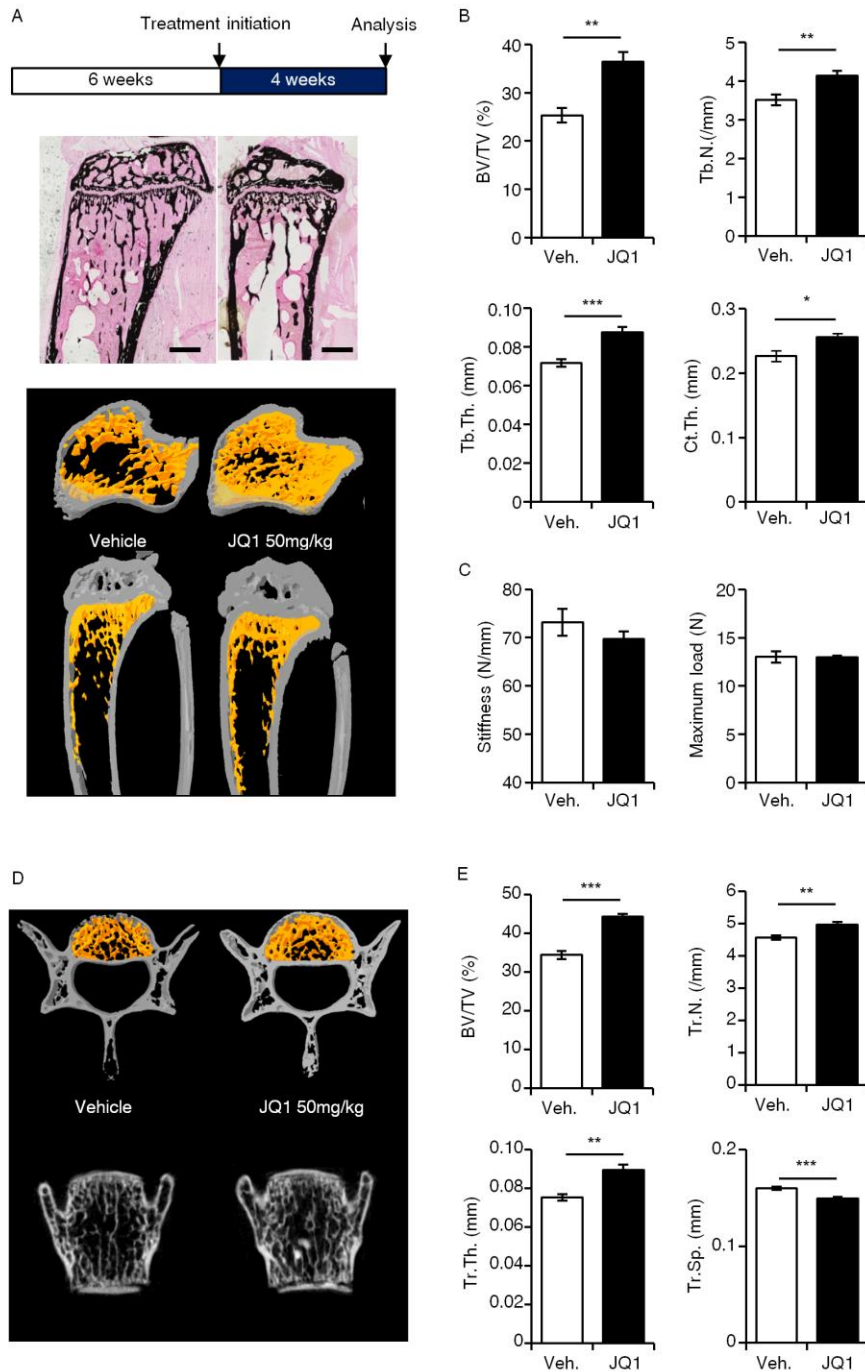 A
Treatment initiation
Analysis
6 weeks
4 weeks
Vehicle
JQ1 50mg/kg
B
**
40
30
20
10
0
BV/TV (%)
Veh.
JQ1
**
5
4
3
2
1
0
Tb.N.(/mm)
Veh.
JQ1
***
0.10
0.08
0.06
0.04
0.02
0.00
Tb.Th. (mm)
Veh.
JQ1
*
0.3
0.2
0.1
0
Ct.Th. (mm)
Veh.
JQ1
C
80
70
60
50
40
Stiffness (N/mm)
Veh.
JQ1
20
15
10
5
0
Maximum load (N)
Veh.
JQ1
D
Vehicle
JQ1 50mg/kg
E
***
50
40
30
20
10
0
BV/TV (%)
Veh.
JQ1
**
6
5
4
3
2
1
0
Tr.N. (/mm)
Veh.
JQ1
**
0.10
0.08
0.06
0.04
0.02
0.00
Tr.Th. (mm)
Veh.
JQ1
***
0.2
0.1
0
Tr.Sp. (mm)
Veh.
JQ1